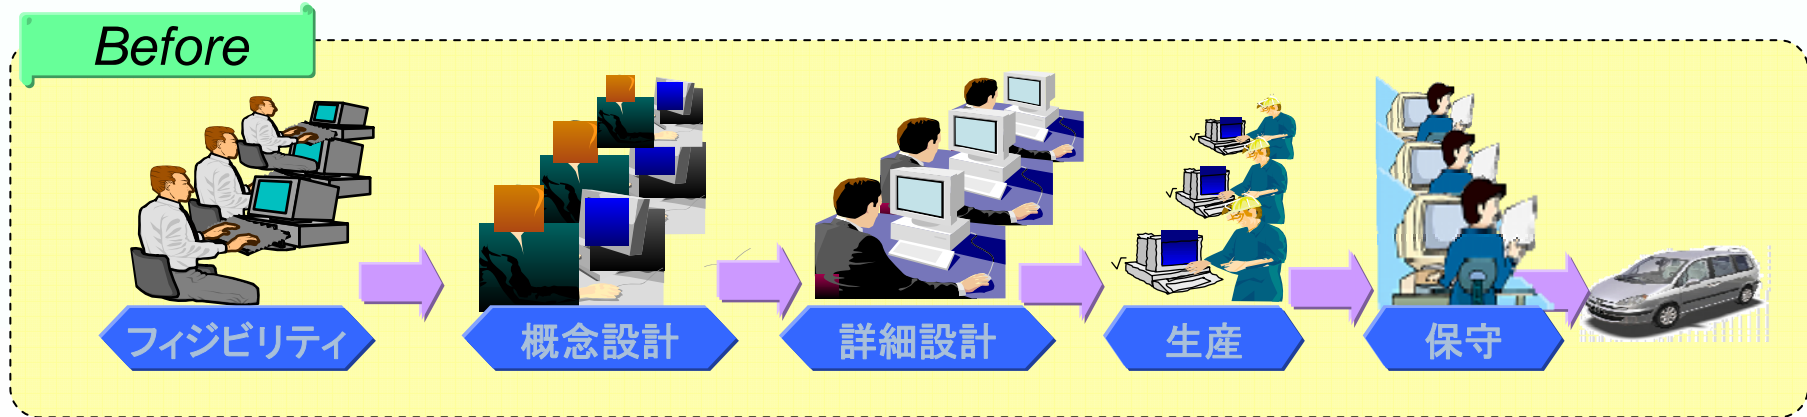 Before
フィジビリティ
概念設計
詳細設計
生産
保守